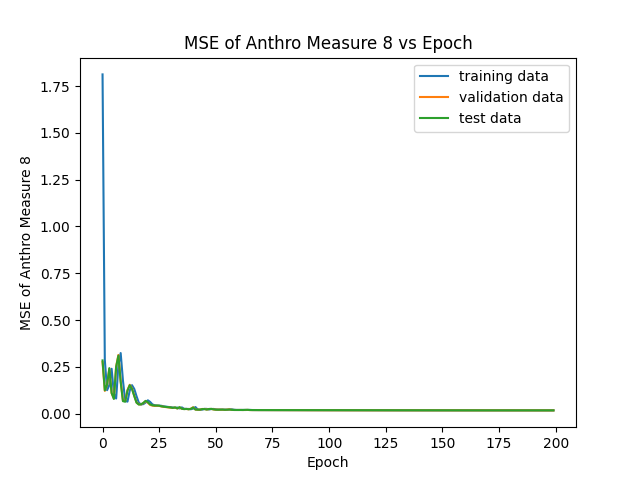 MSE of Anthro Measure 8 vs Epoch
training data
validation data
test data
MSE of Anthro Measure 8
1.75
1.50
1.25
1.00
0.75
0.50
0.25
0.00
0 25 50 75 100 125 150 175 200
Epoch